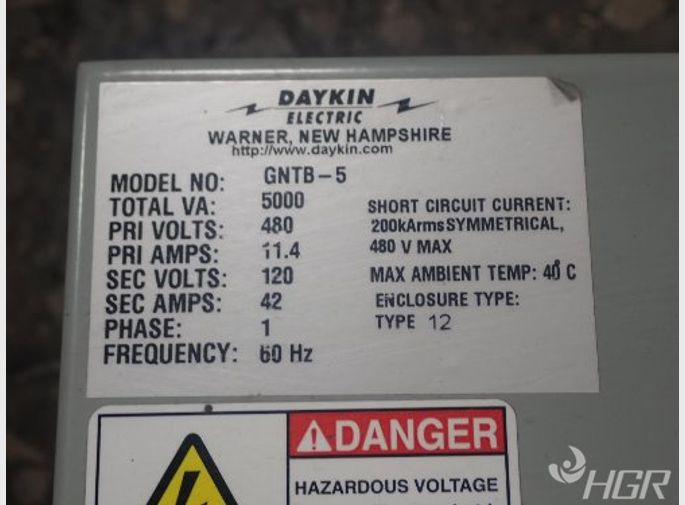 DAYKIN
ELECTRIC
WARNER, NEW HAMPSHIRE
http://www.daykin.com
MODEL NO: GNTB-5
TOTAL VA: 5000
PRI VOLTS: 480
PRI AMPS: 11.4
SEC VOLTS: 120
SEC AMPS: 42
PHASE: 1
FREQUENCY: 60 Hz
SHORT CIRCUIT CURRENT:
200kArms SYMMETRICAL,
480 V MAX
MAX AMBIENT TEMP: 40° C
ENCLOSURE TYPE:
TYPE 12
DANGER
HAZARDOUS VOLTAGE
HGR